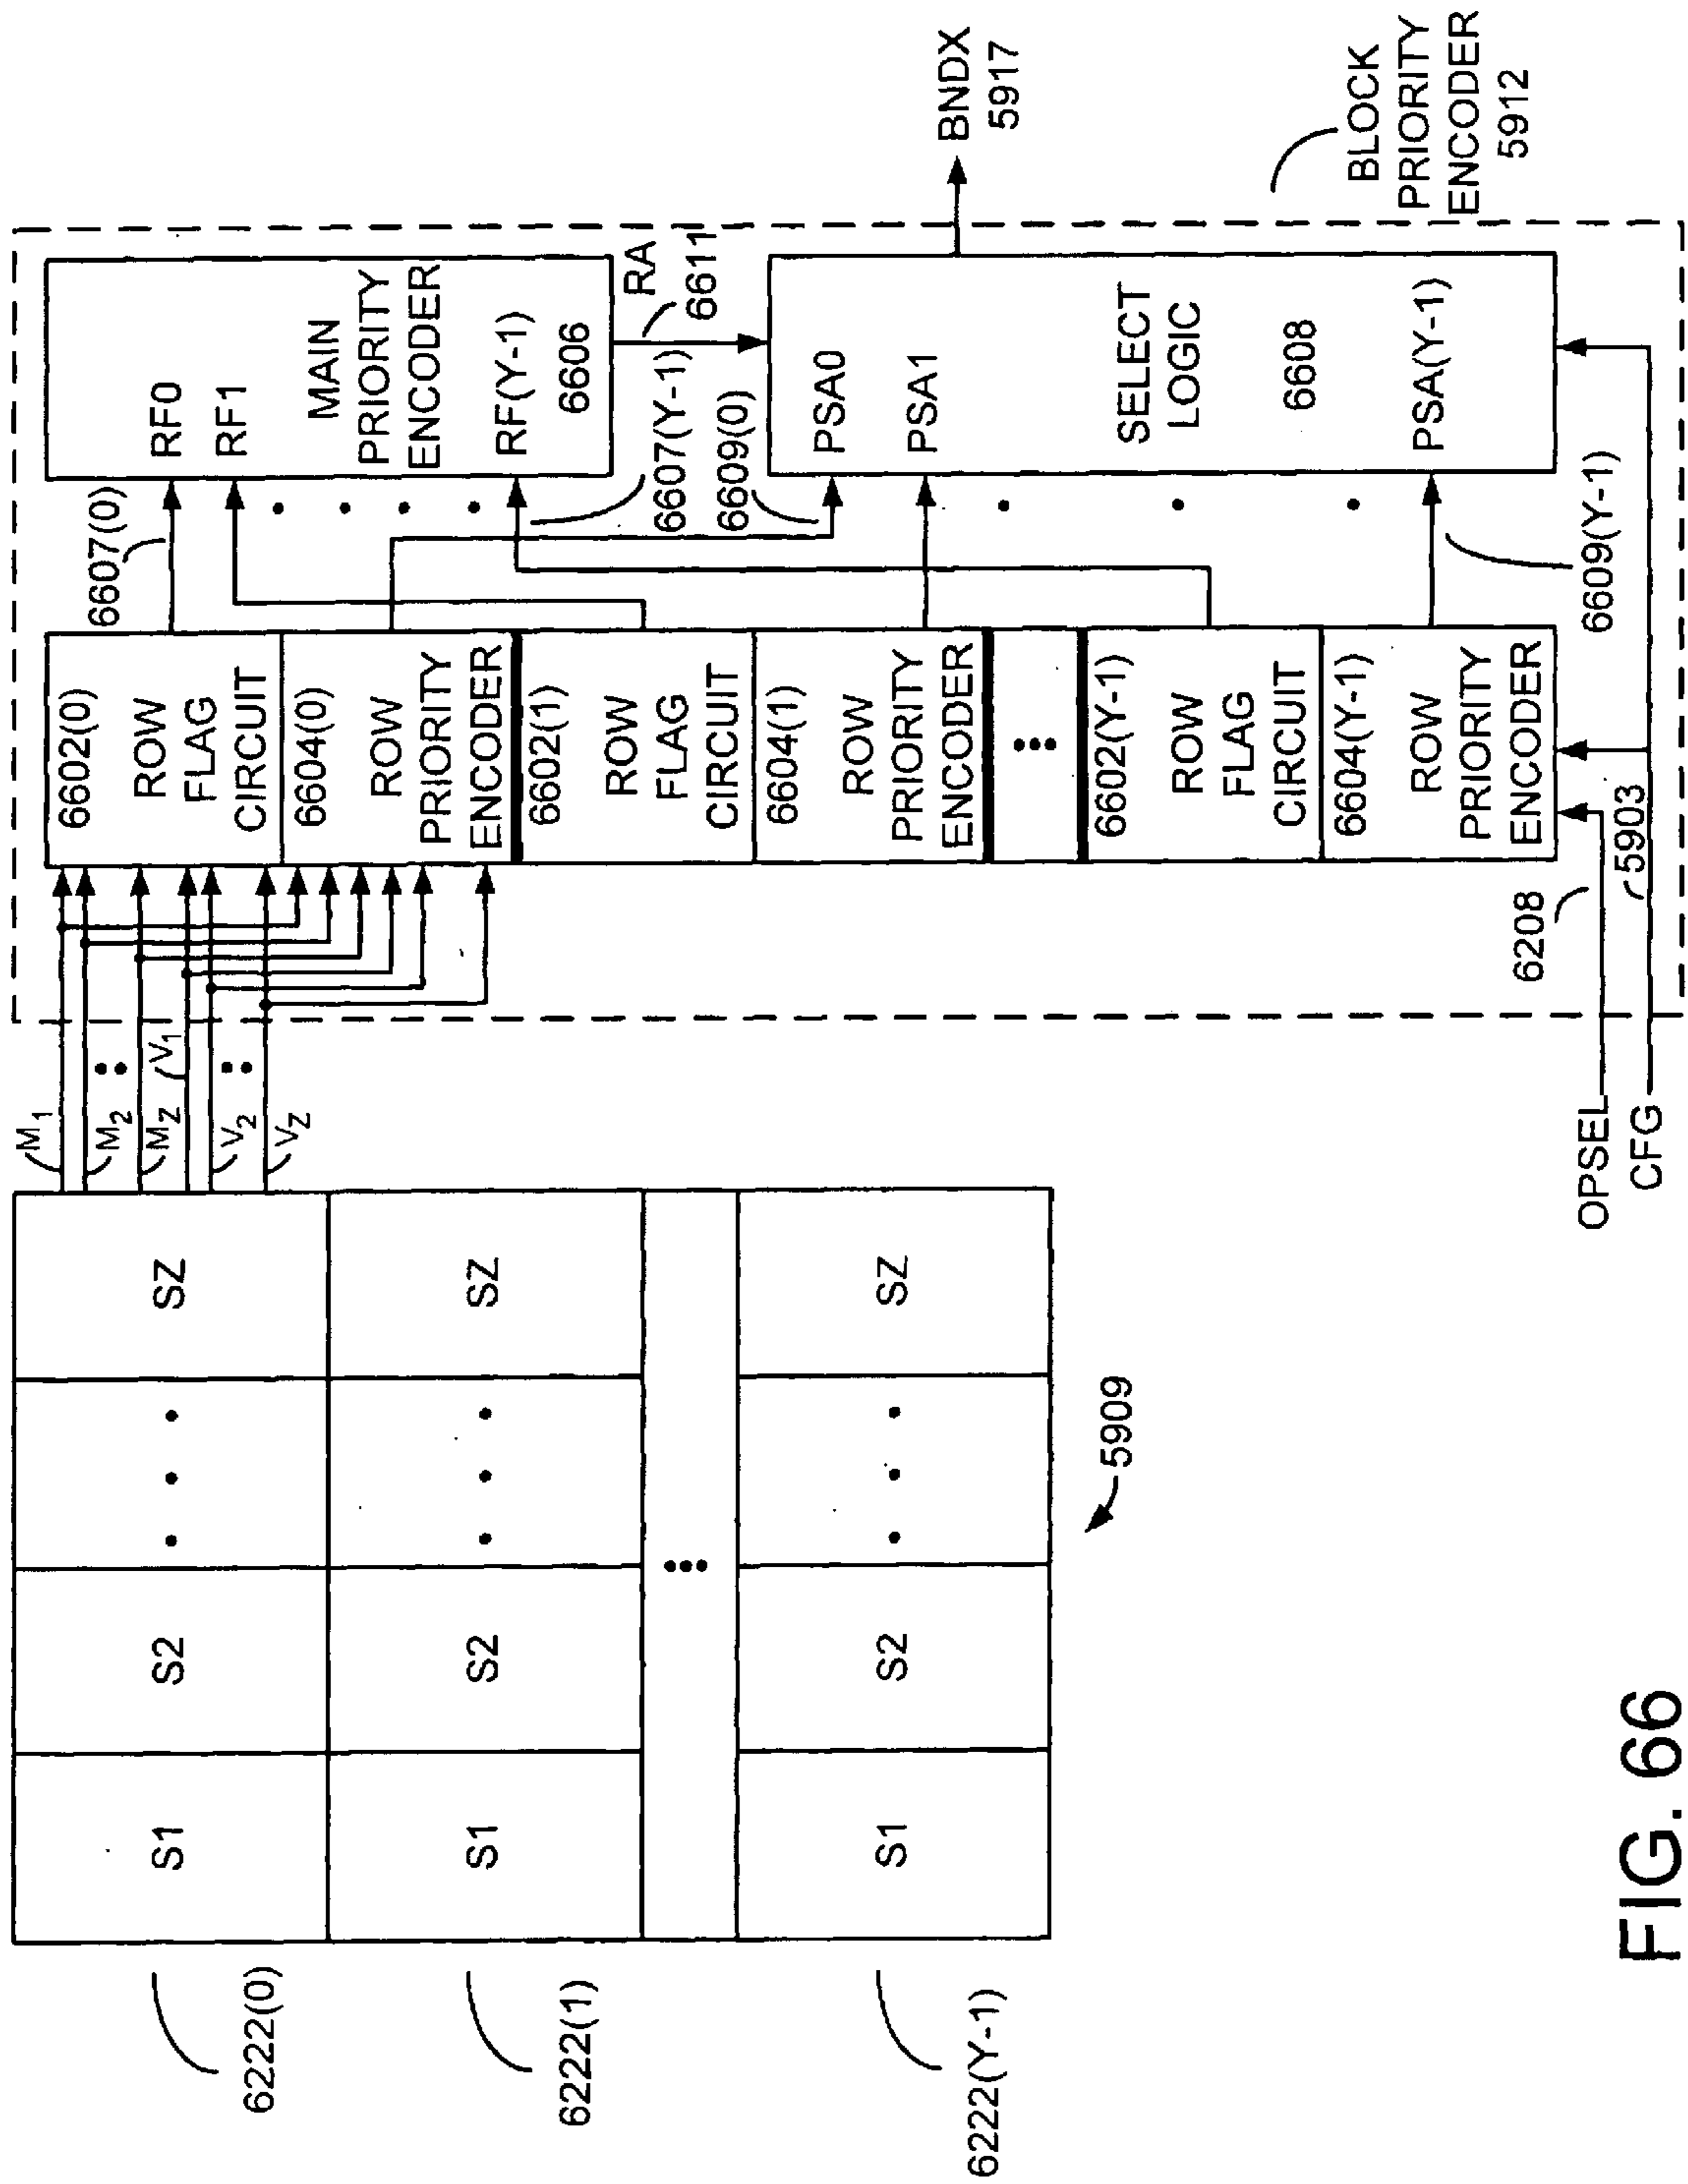 6222(0)
6222(1)
6222(Y-1)
S1
S2
SZ
S1
S2
SZ
S1
S2
SZ
5909
M1
M2
MZ
V1
V2
VZ
OPSEL
CFG
6208
5903
6602(0)
ROW
FLAG
CIRCUIT
6604(0)
ROW
PRIORITY
ENCODER
6602(1)
ROW
FLAG
CIRCUIT
6604(1)
ROW
PRIORITY
ENCODER
6602(Y-1)
ROW
FLAG
CIRCUIT
6604(Y-1)
ROW
PRIORITY
ENCODER
6607(0)
6607(Y-1)
6609(0)
6609(Y-1)
RF0
RF1
MAIN
PRIORITY
ENCODER
RF(Y-1)
6606
RA
6611
PSA0
PSA1
SELECT
LOGIC
6608
PSA(Y-1)
BNDX
5917
BLOCK
PRIORITY
ENCODER
5912
FIG. 66